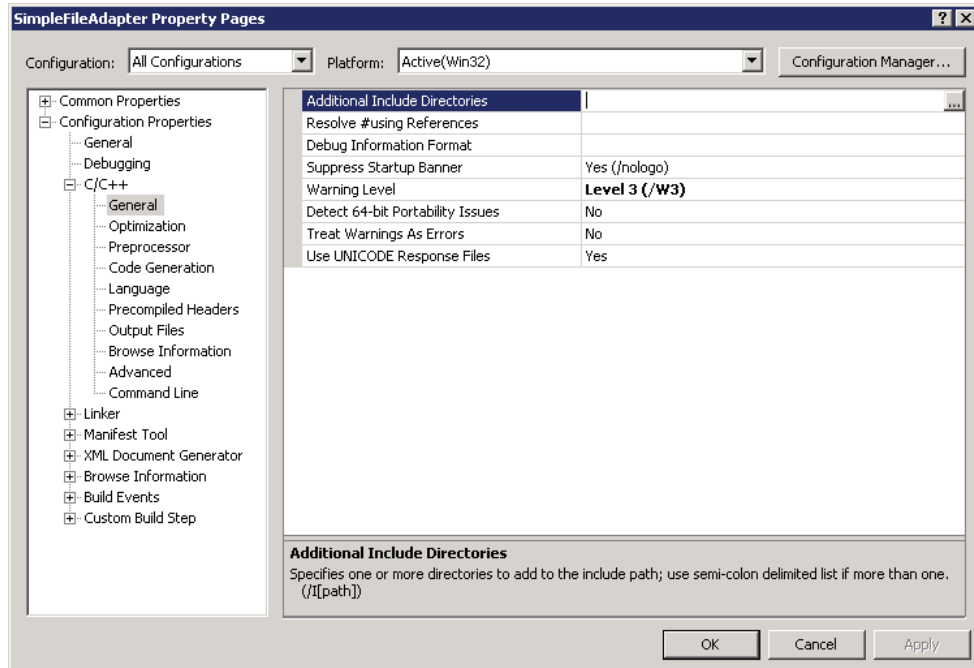 SimpleFileAdapter Property Pages
Configuration: All Configurations Platform: Active(Win32) Configuration Manager...
Common Properties
Configuration Properties
General
Debugging
C/C++
General
Optimization
Preprocessor
Code Generation
Language
Precompiled Headers
Output Files
Browse Information
Advanced
Command Line
Linker
Manifest Tool
XML Document Generator
Browse Information
Build Events
Custom Build Step
Additional Include Directories ...
Resolve #using References
Debug Information Format
Suppress Startup Banner Yes (/nologo)
Warning Level Level 3 (/W3)
Detect 64-bit Portability Issues No
Treat Warnings As Errors No
Use UNICODE Response Files Yes
Additional Include Directories
Specifies one or more directories to add to the include path; use semi-colon delimited list if more than one.
(/I[path])
OK Cancel Apply